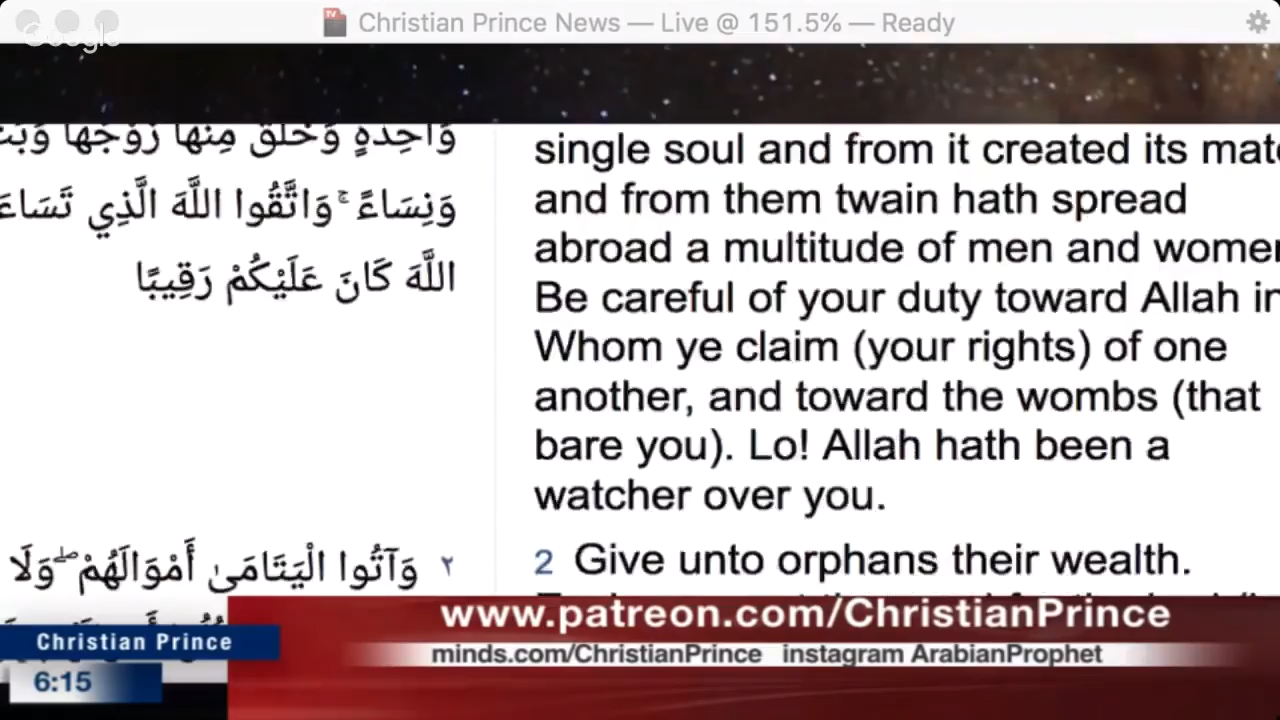 Christian Prince News — Live @ 151.5% — Ready
Google
وَاحِدَةٍ وَخَلَقَ مِنْهَا زَوْجَهَا
وَنِسَاءً ۚ وَاتَّقُوا اللَّهَ الَّذِي
اللَّهَ كَانَ عَلَيْكُمْ رَقِيبًا
٢ وَآتُوا الْيَتَامَىٰ أَمْوَالَهُمْ ۖ وَلَا
single soul and from it created its
and from them twain hath spread
abroad a multitude of men and women
Be careful of your duty toward Allah in
Whom ye claim (your rights) of one
another, and toward the wombs (that
bare you). Lo! Allah hath been a
watcher over you.
2 Give unto orphans their wealth.
www.patreon.com/ChristianPrince
Christian Prince
minds.com/ChristianPrince instagram ArabianProphet
6:15